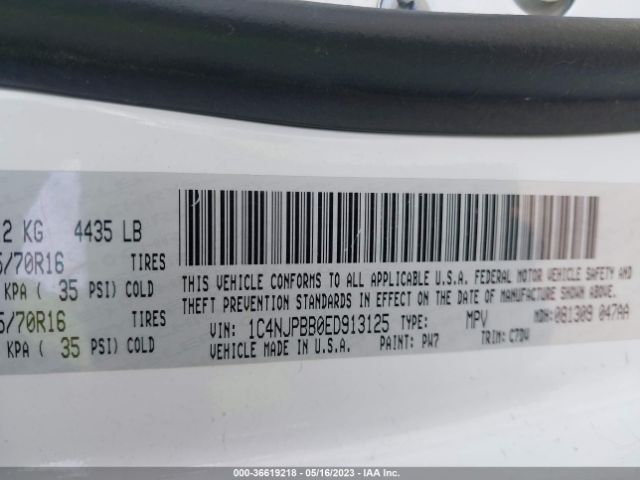 2 KG 4435 LB
/70R16 TIRES
KPA ( 35 PSI) COLD
5/70R16 TIRES
KPA ( 35 PSI) COLD
THIS VEHICLE CONFORMS TO ALL APPLICABLE U.S.A. FEDERAL MOTOR VEHICLE SAFETY AND
THEFT PREVENTION STANDARDS IN EFFECT ON THE DATE OF MANUFACTURE SHOWN ABOVE.
VIN: 1C4NJPBB0ED913125 TYPE: MPV MDH: 081309 047AA
VEHICLE MADE IN U.S.A. PAINT: PW7 TRIM: C7DV
000-36619218 - 05/16/2023 - IAA Inc.